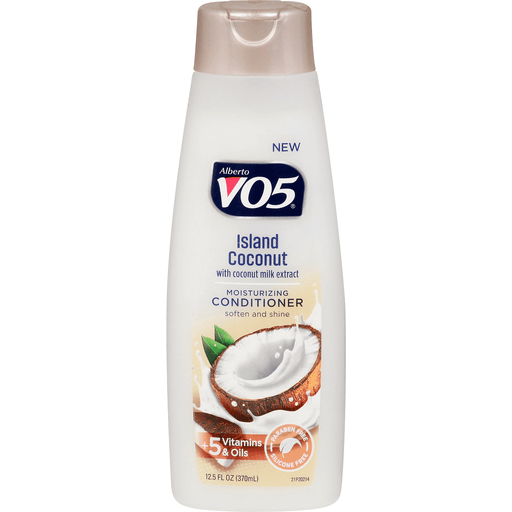 NEW
Alberto
VO5®
Island
Coconut
with coconut milk extract
MOISTURIZING
CONDITIONER
soften and shine
+5 Vitamins
& Oils
PARABEN FREE
SILICONE FREE
12.5 FL OZ (370mL)
21P20214